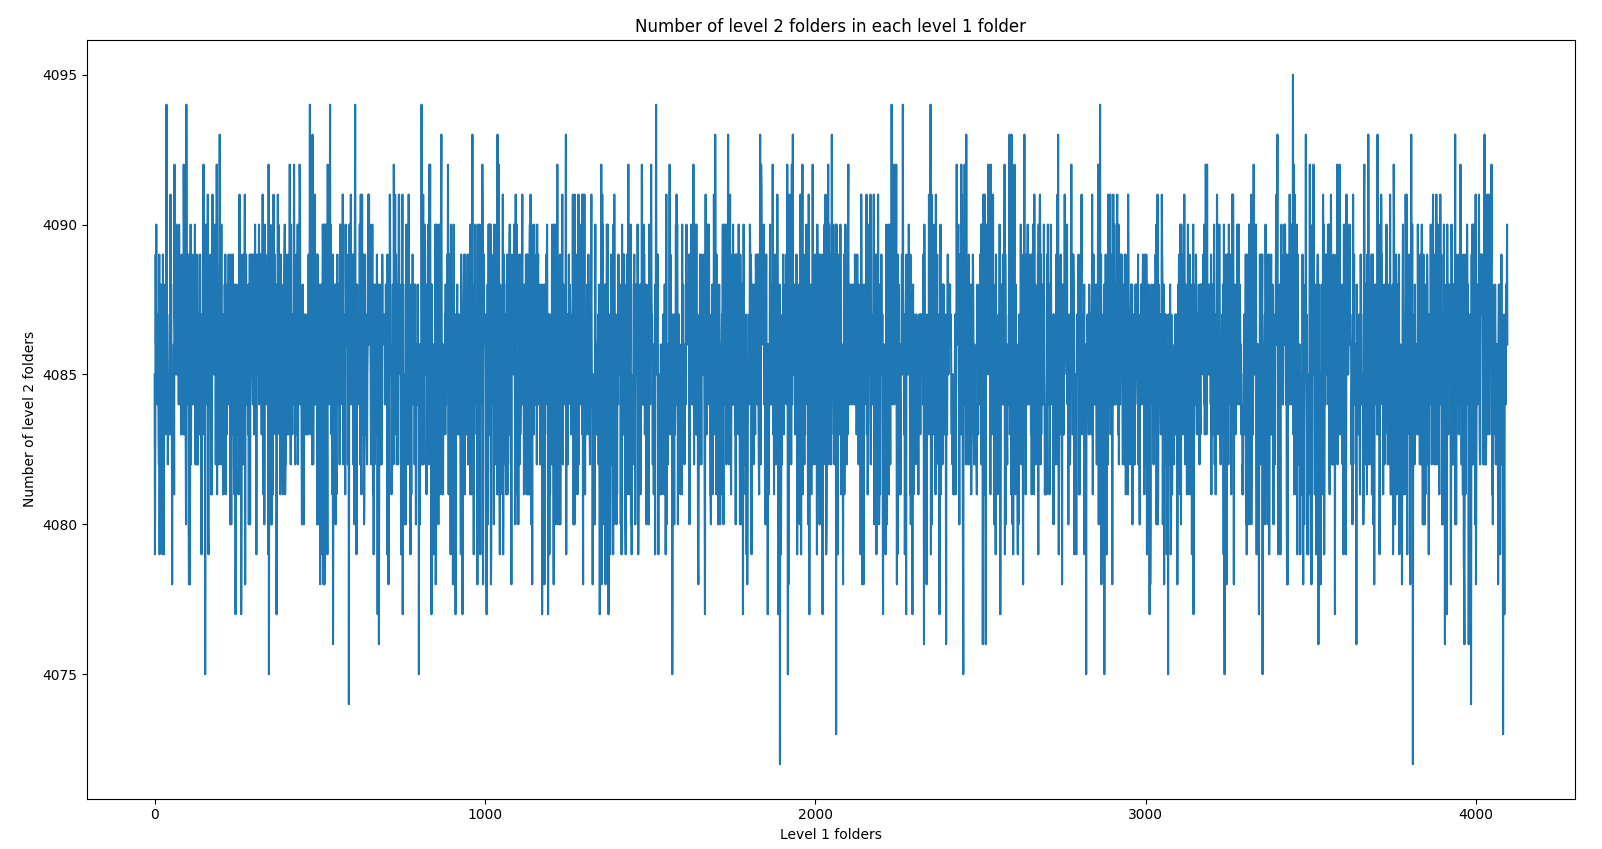 Number of level 2 folders in each level 1 folder
4095
4090
4085
4080
4075
Number of level 2 folders
0 1000 2000 3000 4000
Level 1 folders